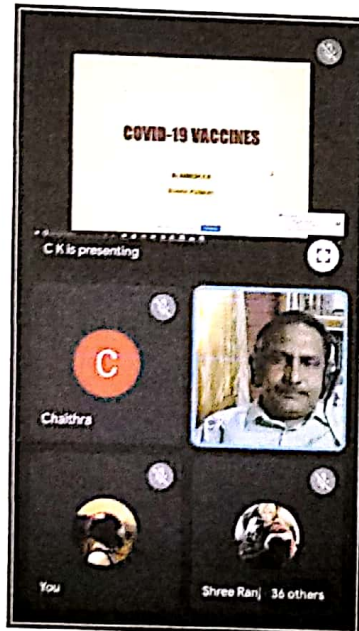 COVID-19 VACCINES
C K is presenting
C
Chaithra
You
Shree Ranj 36 others